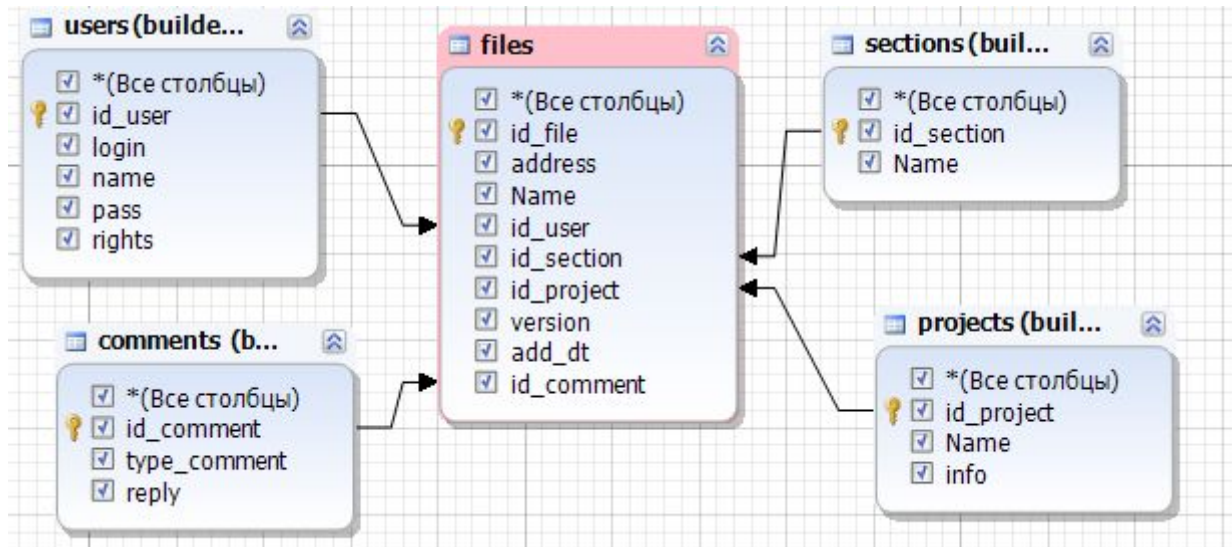 users (builde...
*(Все столбцы)
id_user
login
name
pass
rights
files
*(Все столбцы)
id_file
address
Name
id_user
id_section
id_project
version
add_dt
id_comment
sections (buil...
*(Все столбцы)
id_section
Name
comments (b...
*(Все столбцы)
id_comment
type_comment
reply
projects (buil...
*(Все столбцы)
id_project
Name
info